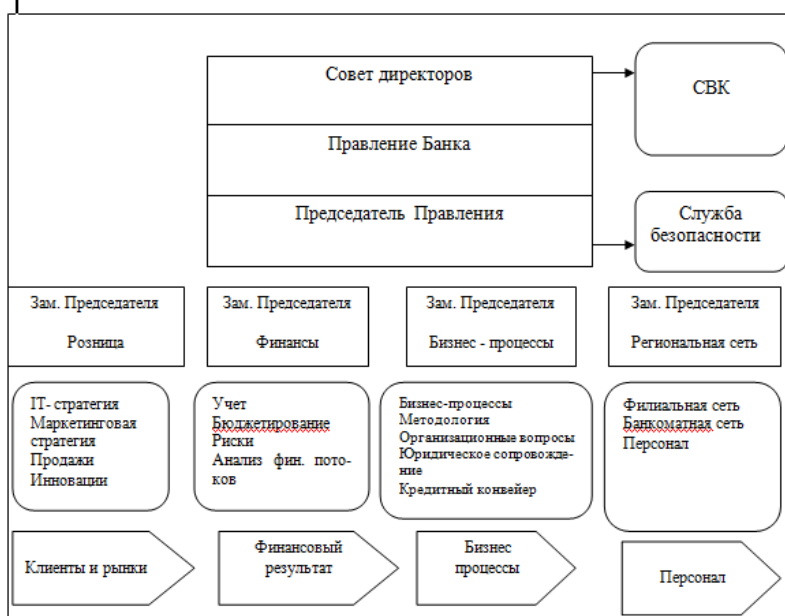 Совет директоров
СВК
Правление Банка
Председатель Правления
Служба
безопасности
Зам. Председателя
Розница
Зам. Председателя
Финансы
Зам. Председателя
Бизнес - процессы
Зам. Председателя
Региональная сеть
IT- стратегия
Маркетинговая
стратегия
Продажи
Инновации
Учет
Бюджетирование
Риски
Анализ фин. пото-
ков
Бизнес-процессы
Методология
Организационные вопросы
Юридическое сопровожде-
ние
Кредитный конвейер
Филиальная сеть
Банкоматная сеть
Персонал
Клиенты и рынки
Финансовый
результат
Бизнес
процессы
Персонал